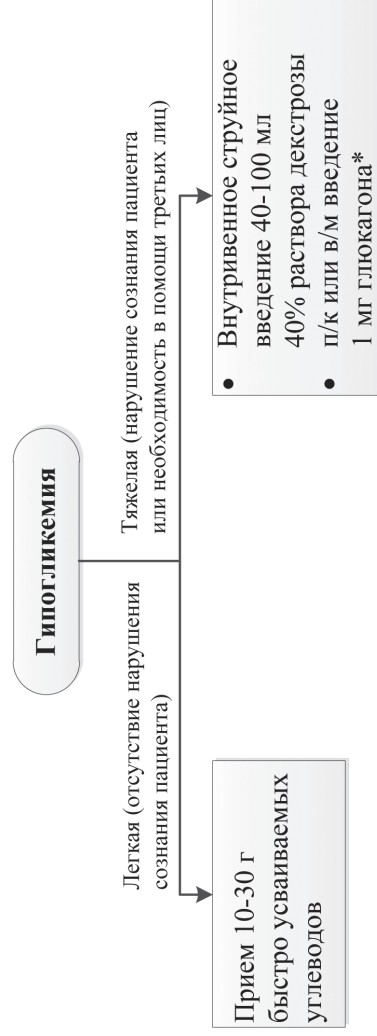 Гипогликемия
Легкая (отсутствие нарушения
сознания пациента)
Тяжелая (нарушение сознания пациента
или необходимость в помощи третьих лиц)
Прием 10-30 г
быстро усваиваемых
углеводов
• Внутривенное струйное
введение 40-100 мл
40% раствора декстрозы
• п/к или в/м введение
1 мг глюкагона*